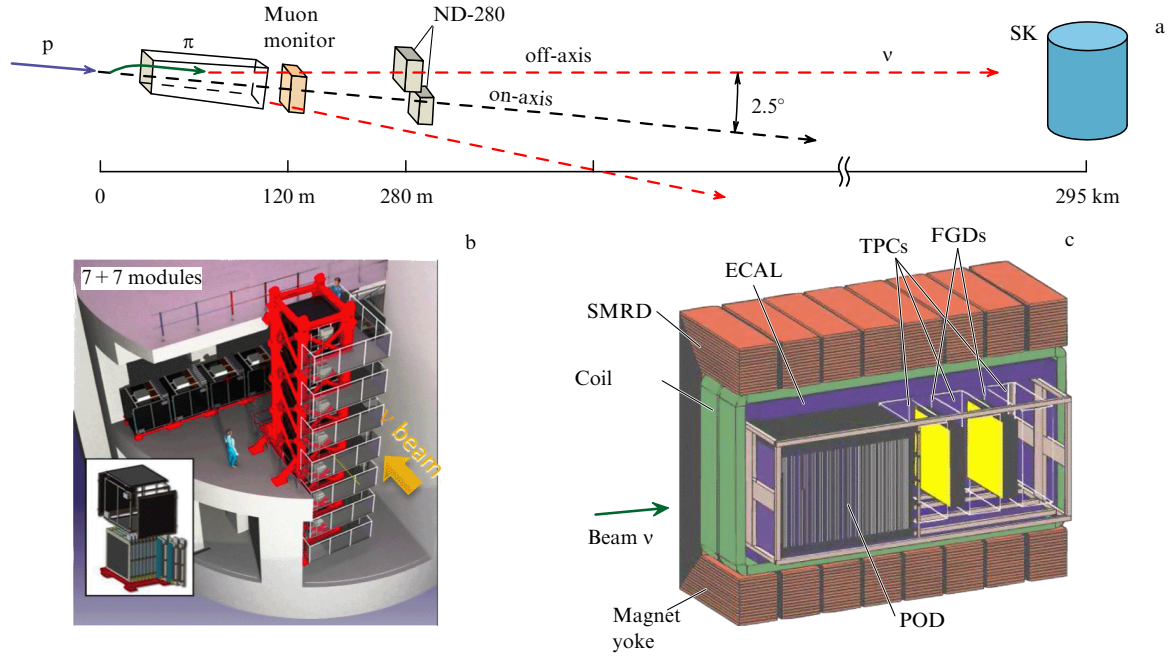 a
p
π
Muon
monitor
ND-280
off-axis
ν
SK
on-axis
2.5°
0
120 m
280 m
295 km
b
7 + 7 modules
ν beam
c
TPCs
FGDs
ECAL
SMRD
Coil
Beam ν
Magnet
yoke
POD